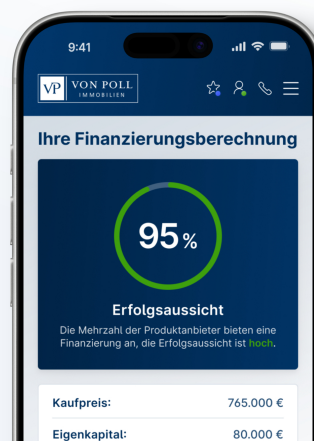 9:41
VP VON POLL
IMMOBILIEN
Ihre Finanzierungsberechnung
95 %
Erfolgsaussicht
Die Mehrzahl der Produktanbieter bieten eine
Finanzierung an, die Erfolgsaussicht ist hoch.
Kaufpreis: 765.000 €
Eigenkapital: 80.000 €